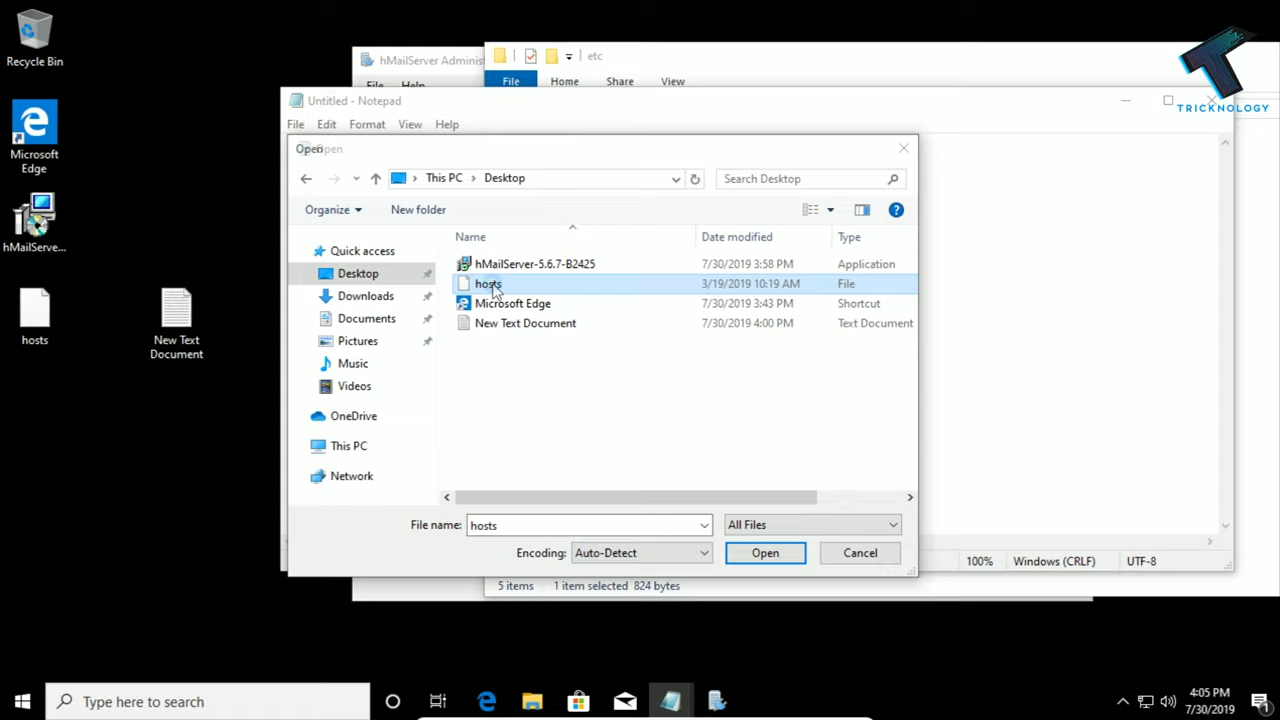 Recycle Bin
Microsoft
Edge
hMailServe...
hosts
New Text
Document
hMailServer Adminis
File Help
etc
File Home Share View
TRICKNOLOGY
Untitled - Notepad
File Edit Format View Help
Open
This PC Desktop
Search Desktop
Organize New folder
Name Date modified Type
Quick access
Desktop
Downloads
Documents
Pictures
Music
Videos
OneDrive
This PC
Network
hMailServer-5.6.7-B2425 7/30/2019 3:58 PM Application
hosts 3/19/2019 10:19 AM File
Microsoft Edge 7/30/2019 3:43 PM Shortcut
New Text Document 7/30/2019 4:00 PM Text Document
File name: hosts All Files
Encoding: Auto-Detect Open Cancel
100% Windows (CRLF) UTF-8
5 items 1 item selected 824 bytes
Type here to search
4:05 PM
7/30/2019
1